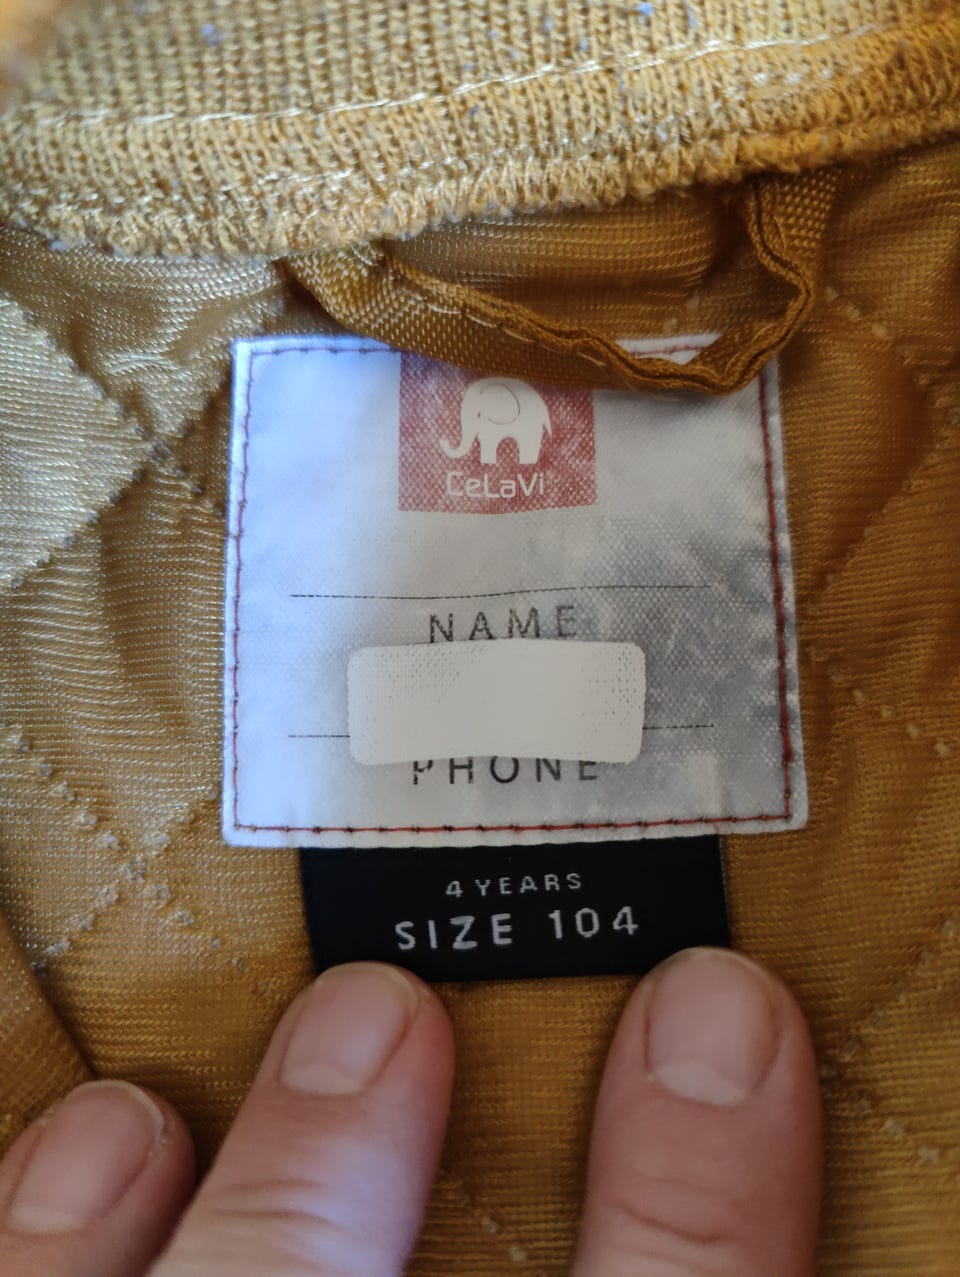 CeLaVi
NAME
PHONE
4 YEARS
SIZE 104